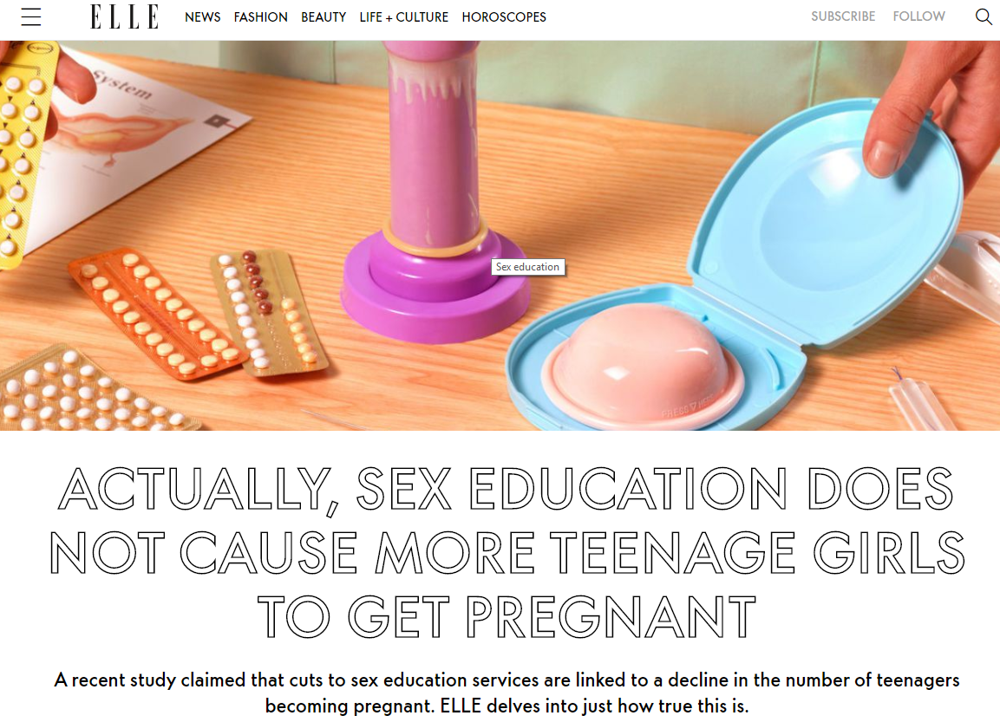 ELLE NEWS FASHION BEAUTY LIFE + CULTURE HOROSCOPES SUBSCRIBE FOLLOW
System
Sex education
PRESS ▽ HERE
ACTUALLY, SEX EDUCATION DOES
NOT CAUSE MORE TEENAGE GIRLS
TO GET PREGNANT
A recent study claimed that cuts to sex education services are linked to a decline in the number of teenagers
becoming pregnant. ELLE delves into just how true this is.